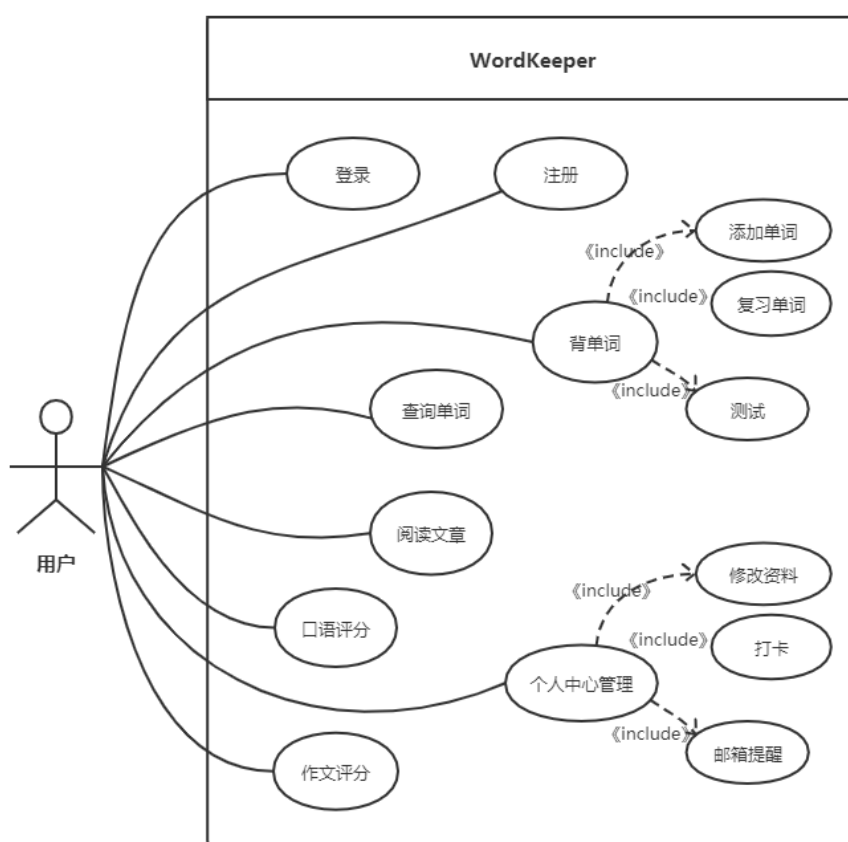 WordKeeper
登录
注册
添加单词
《include》
《include》
复习单词
背单词
《include》
测试
查询单词
用户
阅读文章
修改资料
《include》
口语评分
《include》
打卡
个人中心管理
《include》
邮箱提醒
作文评分